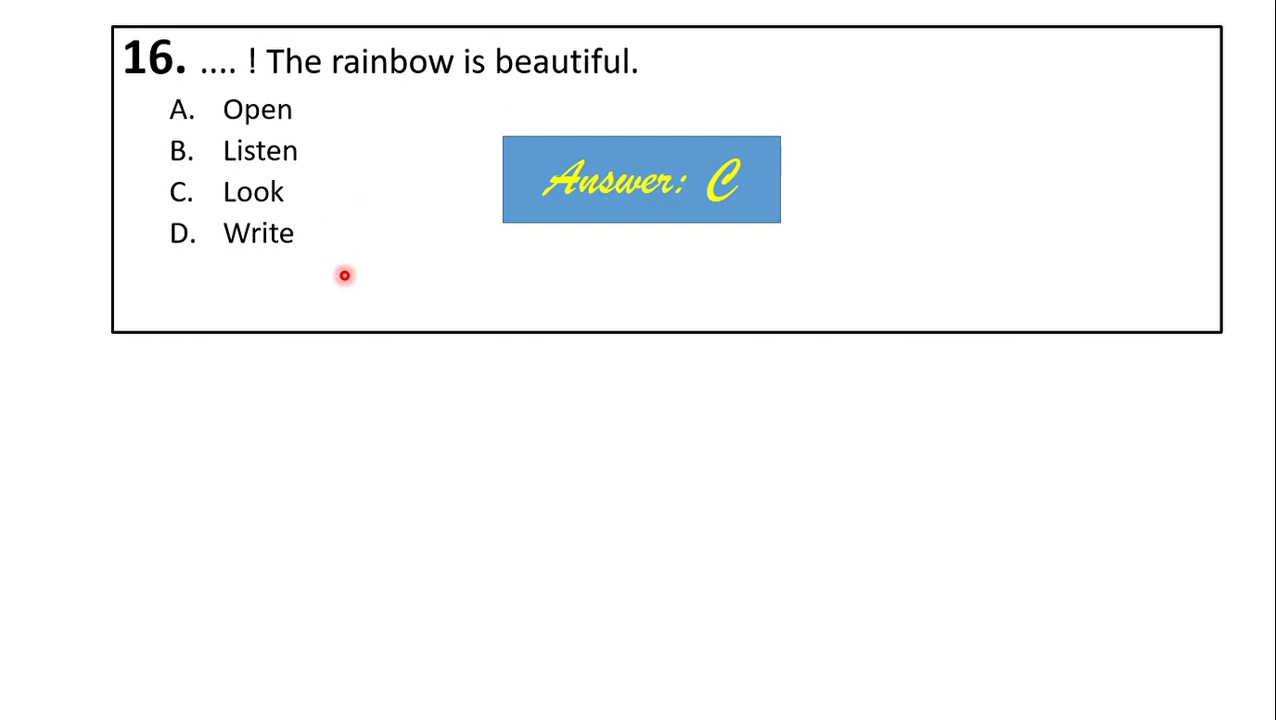 16. .... ! The rainbow is beautiful.
A. Open
B. Listen
C. Look
D. Write
Answer: C